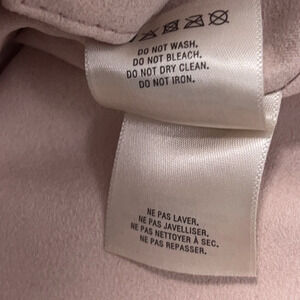 DO NOT WASH.
DO NOT BLEACH.
DO NOT DRY CLEAN.
DO NOT IRON.
NE PAS LAVER.
NE PAS JAVELLISER.
NE PAS NETTOYER À SEC.
NE PAS REPASSER.